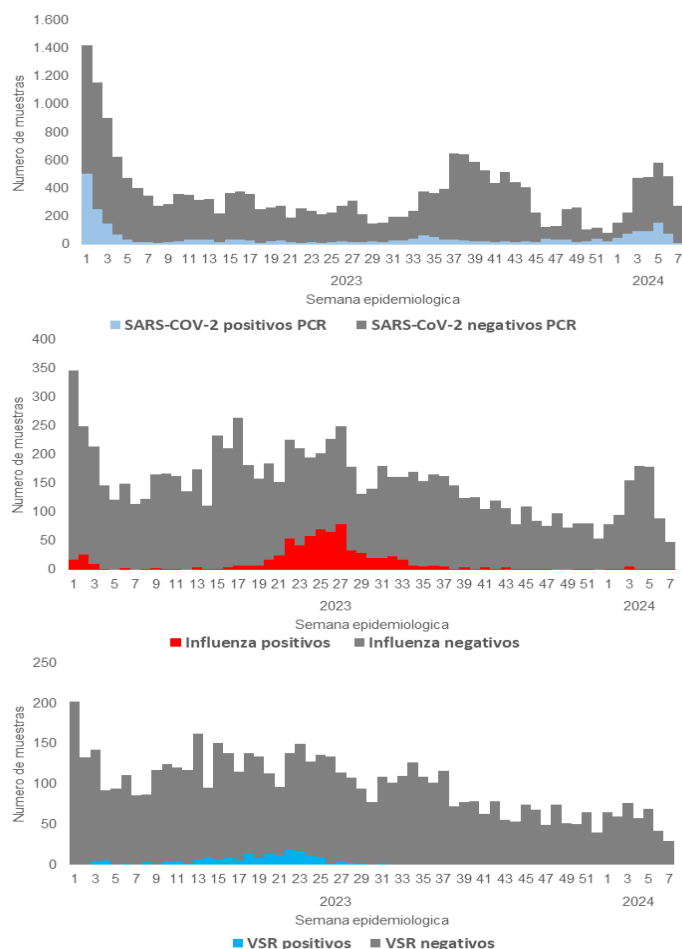 1.600
1.400
1.200
1.000
800
600
400
200
0
Numero de muestras
1 3 5 7 9 11 13 15 17 19 21 23 25 27 29 31 33 35 37 39 41 43 45 47 49 51 1 3 5 7
2023 2024
Semana epidemiologica
SARS-COV-2 positivos PCR SARS-CoV-2 negativos PCR
400
350
300
250
200
150
100
50
0
Numero de muestras
1 3 5 7 9 11 13 15 17 19 21 23 25 27 29 31 33 35 37 39 41 43 45 47 49 51 1 3 5 7
2023 2024
Semana epidemiologica
Influenza positivos Influenza negativos
250
200
150
100
50
0
Numero de muestras
1 3 5 7 9 11 13 15 17 19 21 23 25 27 29 31 33 35 37 39 41 43 45 47 49 51 1 3 5 7
2023 2024
Semana epidemiologica
VSR positivos VSR negativos